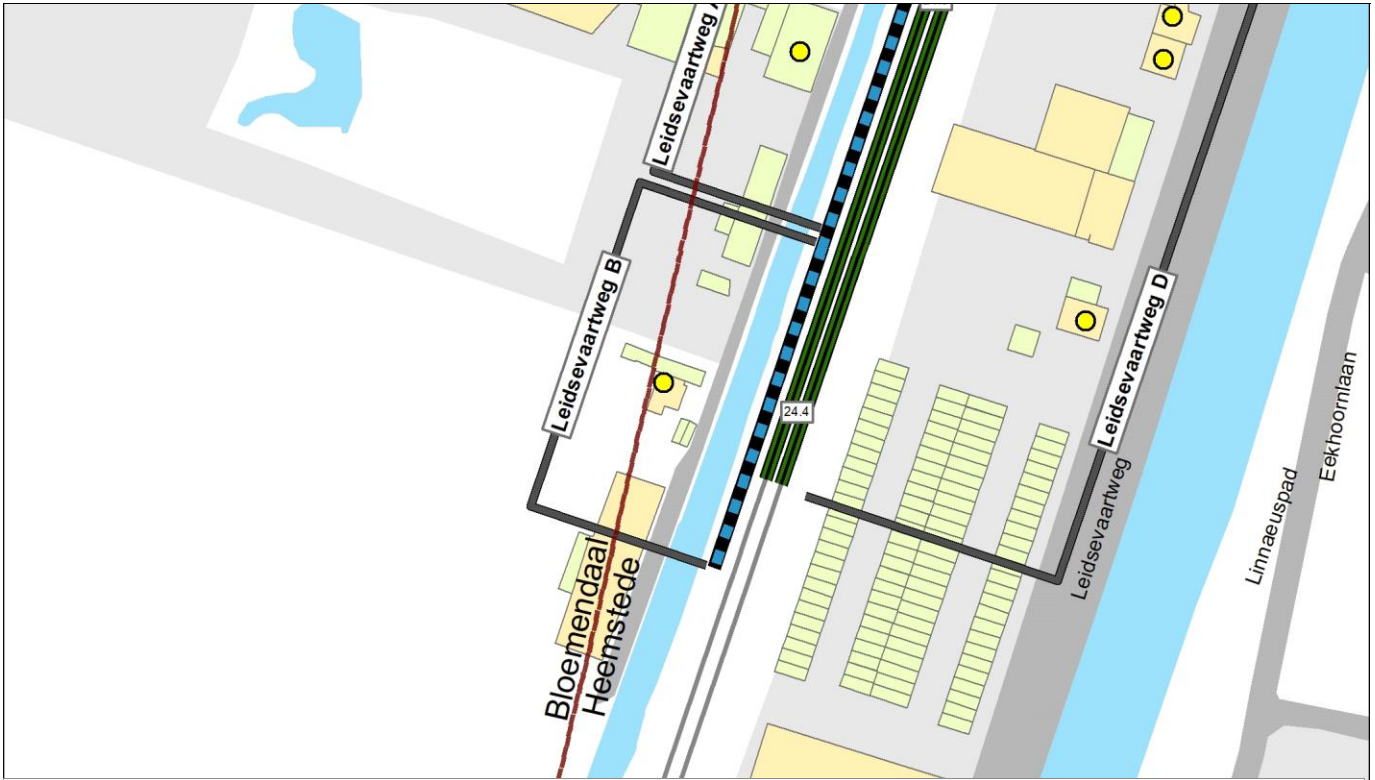 Leidsevaartweg A
Leidsevaartweg B
24.4
Leidsevaartweg D
Leidsevaartweg
Linnaeuspad
Eekhoornlaan
Bloemendaal
Heemstede